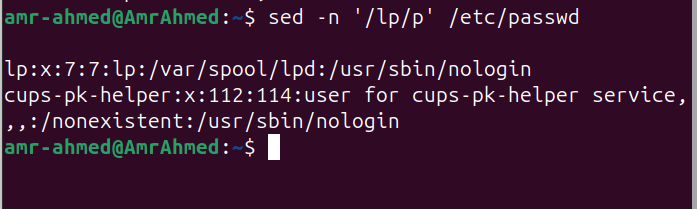 amr-ahmed@AmrAhmed:~$ sed -n '/lp/p' /etc/passwd
lp:x:7:7:lp:/var/spool/lpd:/usr/sbin/nologin
cups-pk-helper:x:112:114:user for cups-pk-helper service,
,,:/nonexistent:/usr/sbin/nologin
amr-ahmed@AmrAhmed:~$